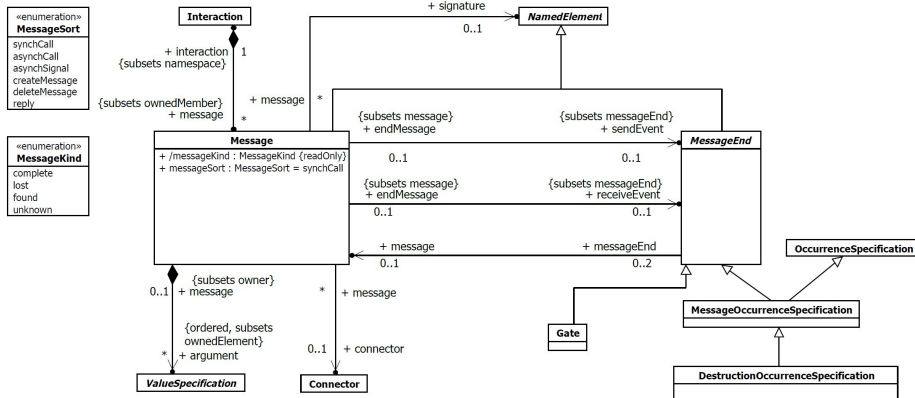 «enumeration»
MessageSort
synchCall
asynchCall
asynchSignal
createMessage
deleteMessage
reply
«enumeration»
MessageKind
complete
lost
found
unknown
Interaction
1
+ interaction
{subsets namespace}
{subsets ownedMember}
+ message
*
+ signature
0..1
NamedElement
+ message
*
Message
+ /messageKind : MessageKind {readOnly}
+ messageSort : MessageSort = synchCall
{subsets message}
+ endMessage
0..1
{subsets messageEnd}
+ sendEvent
0..1
{subsets message}
+ endMessage
0..1
{subsets messageEnd}
+ receiveEvent
0..1
+ message
0..1
+ messageEnd
0..2
MessageEnd
OccurrenceSpecification
MessageOccurrenceSpecification
Gate
DestructionOccurrenceSpecification
{subsets owner}
0..1
+ message
{ordered, subsets
ownedElement}
*
+ argument
ValueSpecification
*
+ message
0..1
+ connector
Connector